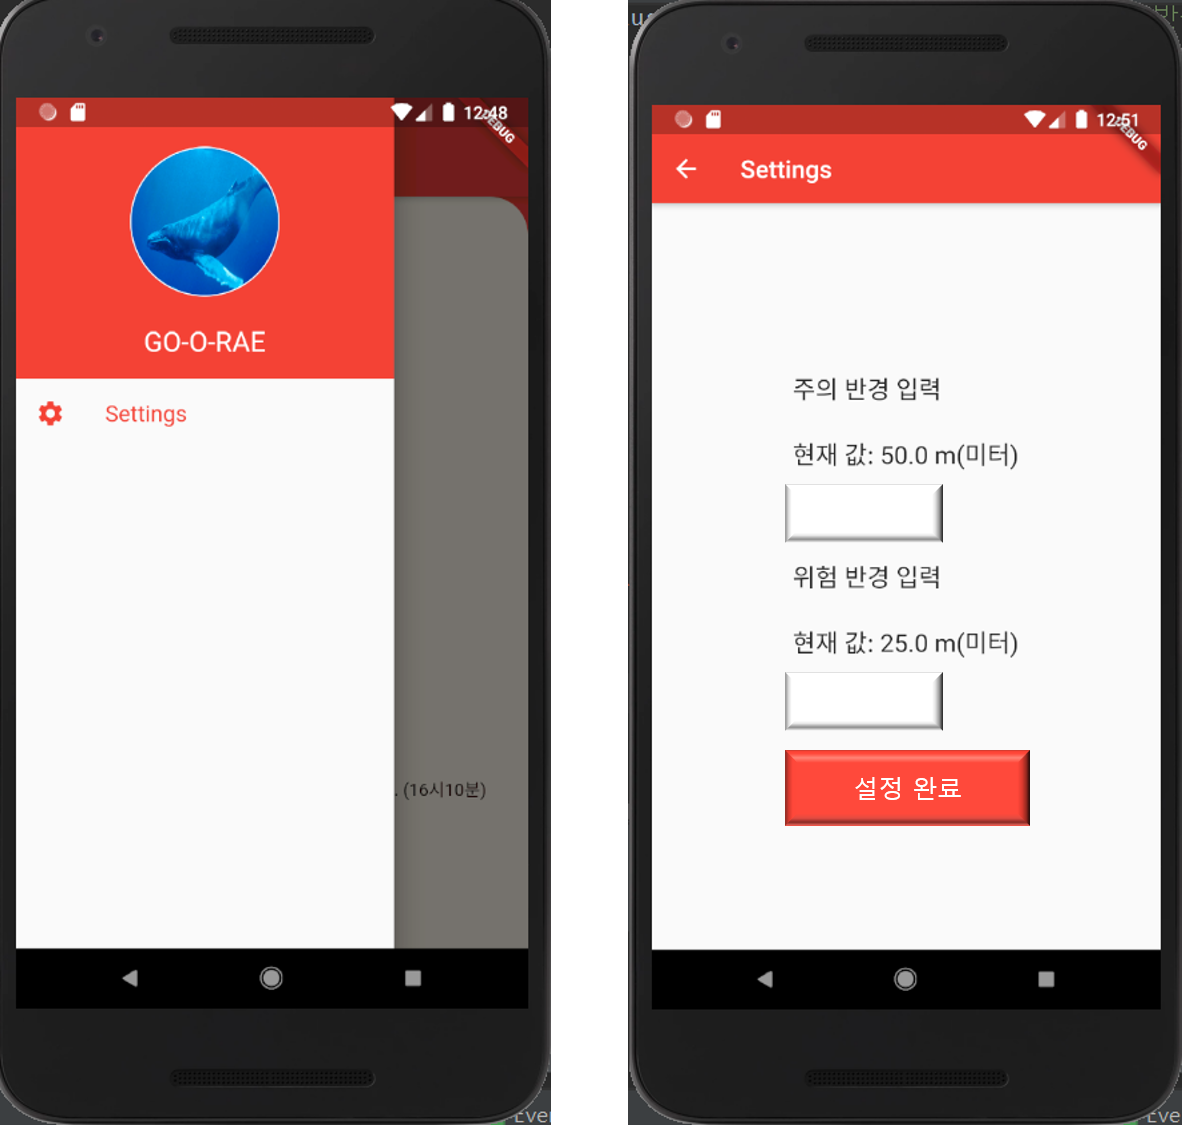 12:48
DEBUG
GO-O-RAE
Settings
. (16시10분)
12:51
DEBUG
Settings
주의 반경 입력
현재 값: 50.0 m(미터)
위험 반경 입력
현재 값: 25.0 m(미터)
설정 완료